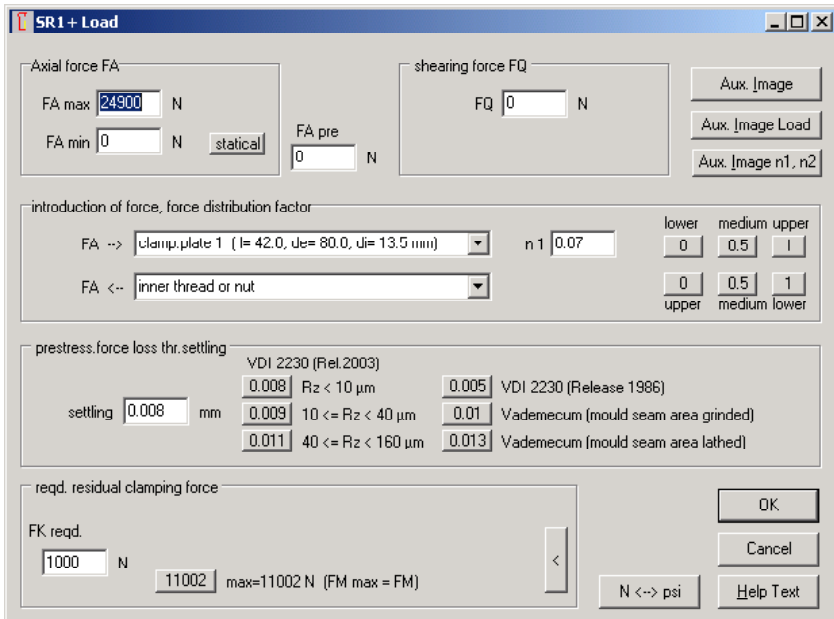 SR1+ Load
Axial force FA
FA max 24900 N
FA min 0 N statical
FA pre
0 N
shearing force FQ
FQ 0 N
Aux. Image
Aux. Image Load
Aux. Image n1, n2
introduction of force, force distribution factor
FA --> clamp.plate 1 ( l= 42.0, de= 80.0, di= 13.5 mm) n 1 0.07
lower medium upper
0 0.5 1
FA <-- inner thread or nut
0 0.5 1
upper medium lower
prestress.force loss thr.settling
VDI 2230 (Rel.2003)
settling 0.008 mm
0.008 Rz < 10 µm 0.005 VDI 2230 (Release 1986)
0.009 10 <= Rz < 40 µm 0.01 Vademecum (mould seam area grinded)
0.011 40 <= Rz < 160 µm 0.013 Vademecum (mould seam area lathed)
reqd. residual clamping force
FK reqd.
1000 N
11002 max=11002 N (FM max = FM)
<
OK
Cancel
N <--> psi
Help Text